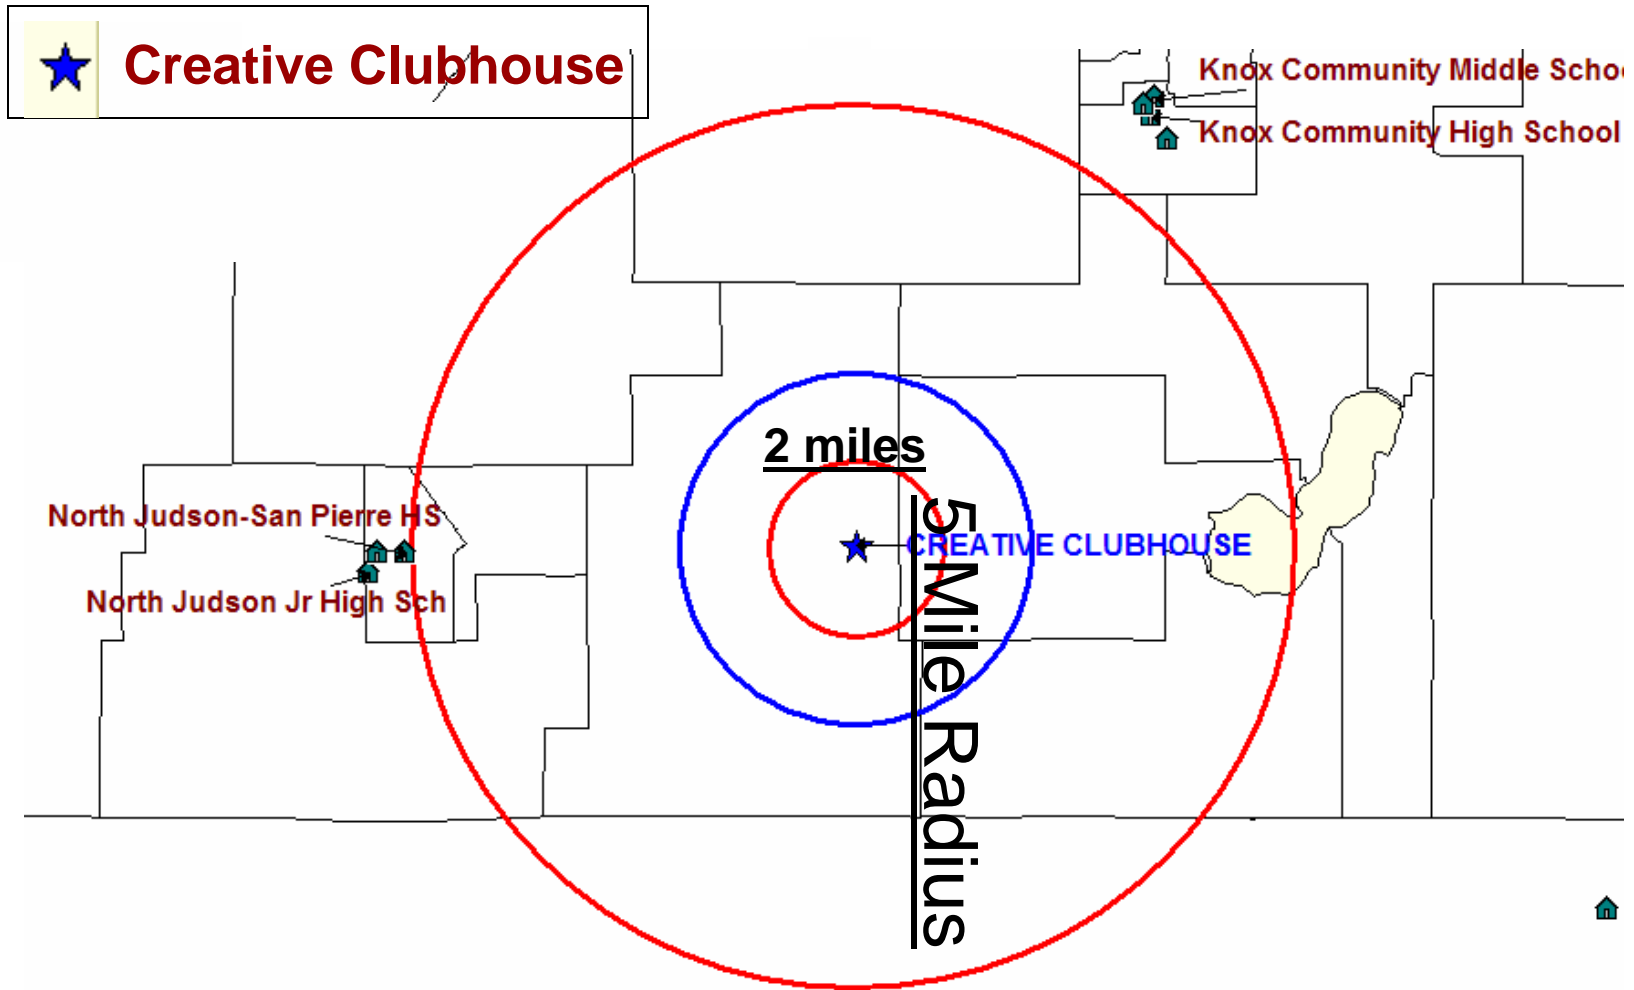 Creative Clubhouse
Knox Community Middle Schoo
Knox Community High School
2 miles
North Judson-San Pierre HS
CREATIVE CLUBHOUSE
North Judson Jr High Sch
5 Mile Radius